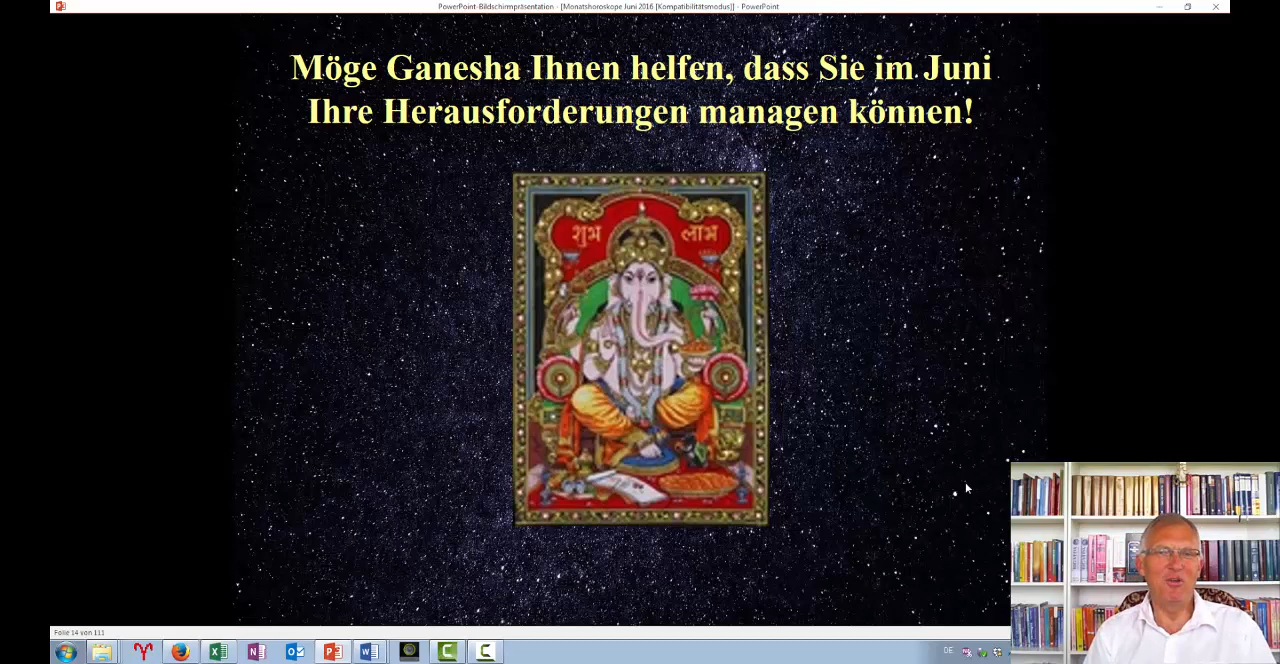 PowerPoint-Bildschirmpräsentation - [Monatshoroskope Juni 2016 [Kompatibilitätsmodus]] - PowerPoint
Möge Ganesha Ihnen helfen, dass Sie im Juni
Ihre Herausforderungen managen können!
शुभ लाभ
Folie 14 von 111
DE